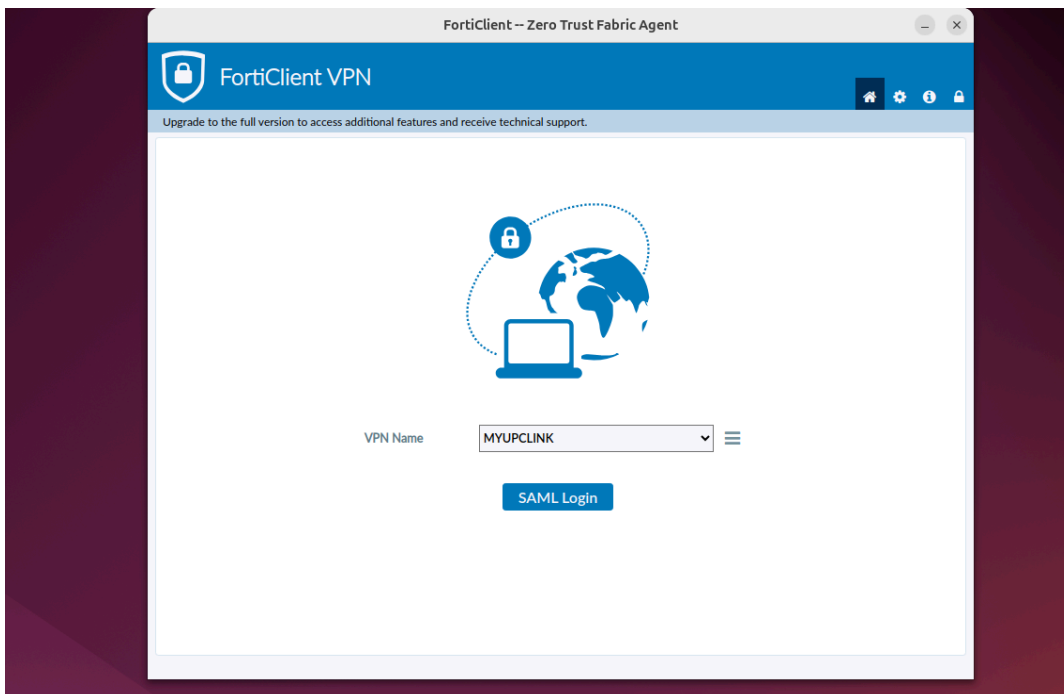 FortiClient -- Zero Trust Fabric Agent
FortiClient VPN
Upgrade to the full version to access additional features and receive technical support.
VPN Name
MYUPCLINK
SAML Login